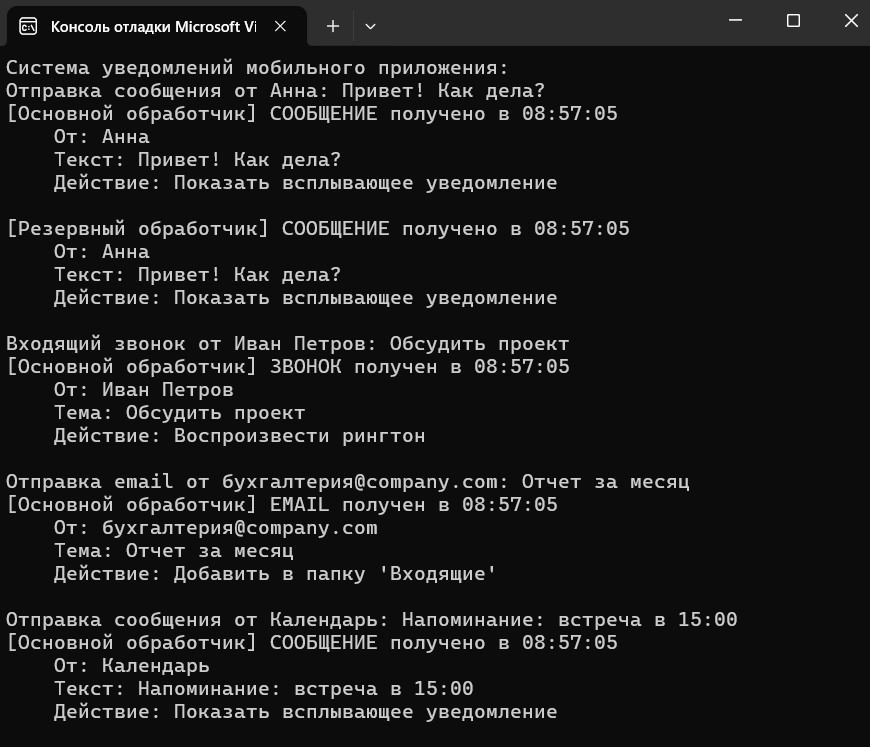 Консоль отладки Microsoft Vi
Система уведомлений мобильного приложения:
Отправка сообщения от Анна: Привет! Как дела?
[Основной обработчик] СООБЩЕНИЕ получено в 08:57:05
От: Анна
Текст: Привет! Как дела?
Действие: Показать всплывающее уведомление
[Резервный обработчик] СООБЩЕНИЕ получено в 08:57:05
От: Анна
Текст: Привет! Как дела?
Действие: Показать всплывающее уведомление
Входящий звонок от Иван Петров: Обсудить проект
[Основной обработчик] ЗВОНОК получен в 08:57:05
От: Иван Петров
Тема: Обсудить проект
Действие: Воспроизвести рингтон
Отправка email от бухгалтерия@company.com: Отчет за месяц
[Основной обработчик] EMAIL получен в 08:57:05
От: бухгалтерия@company.com
Тема: Отчет за месяц
Действие: Добавить в папку 'Входящие'
Отправка сообщения от Календарь: Напоминание: встреча в 15:00
[Основной обработчик] СООБЩЕНИЕ получено в 08:57:05
От: Календарь
Текст: Напоминание: встреча в 15:00
Действие: Показать всплывающее уведомление